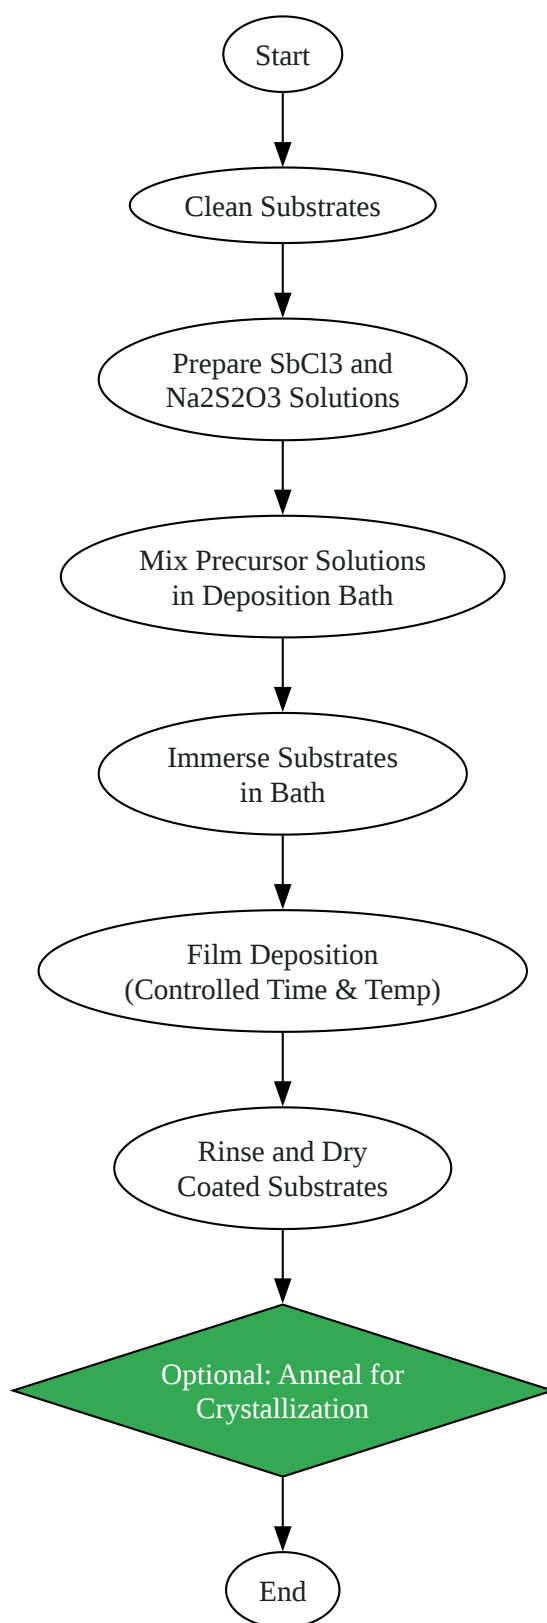 Start
Clean Substrates
Prepare SbCl3 and
Na2S2O3 Solutions
Mix Precursor Solutions
in Deposition Bath
Immerse Substrates
in Bath
Film Deposition
(Controlled Time & Temp)
Rinse and Dry
Coated Substrates
Optional: Anneal for
Crystallization
End